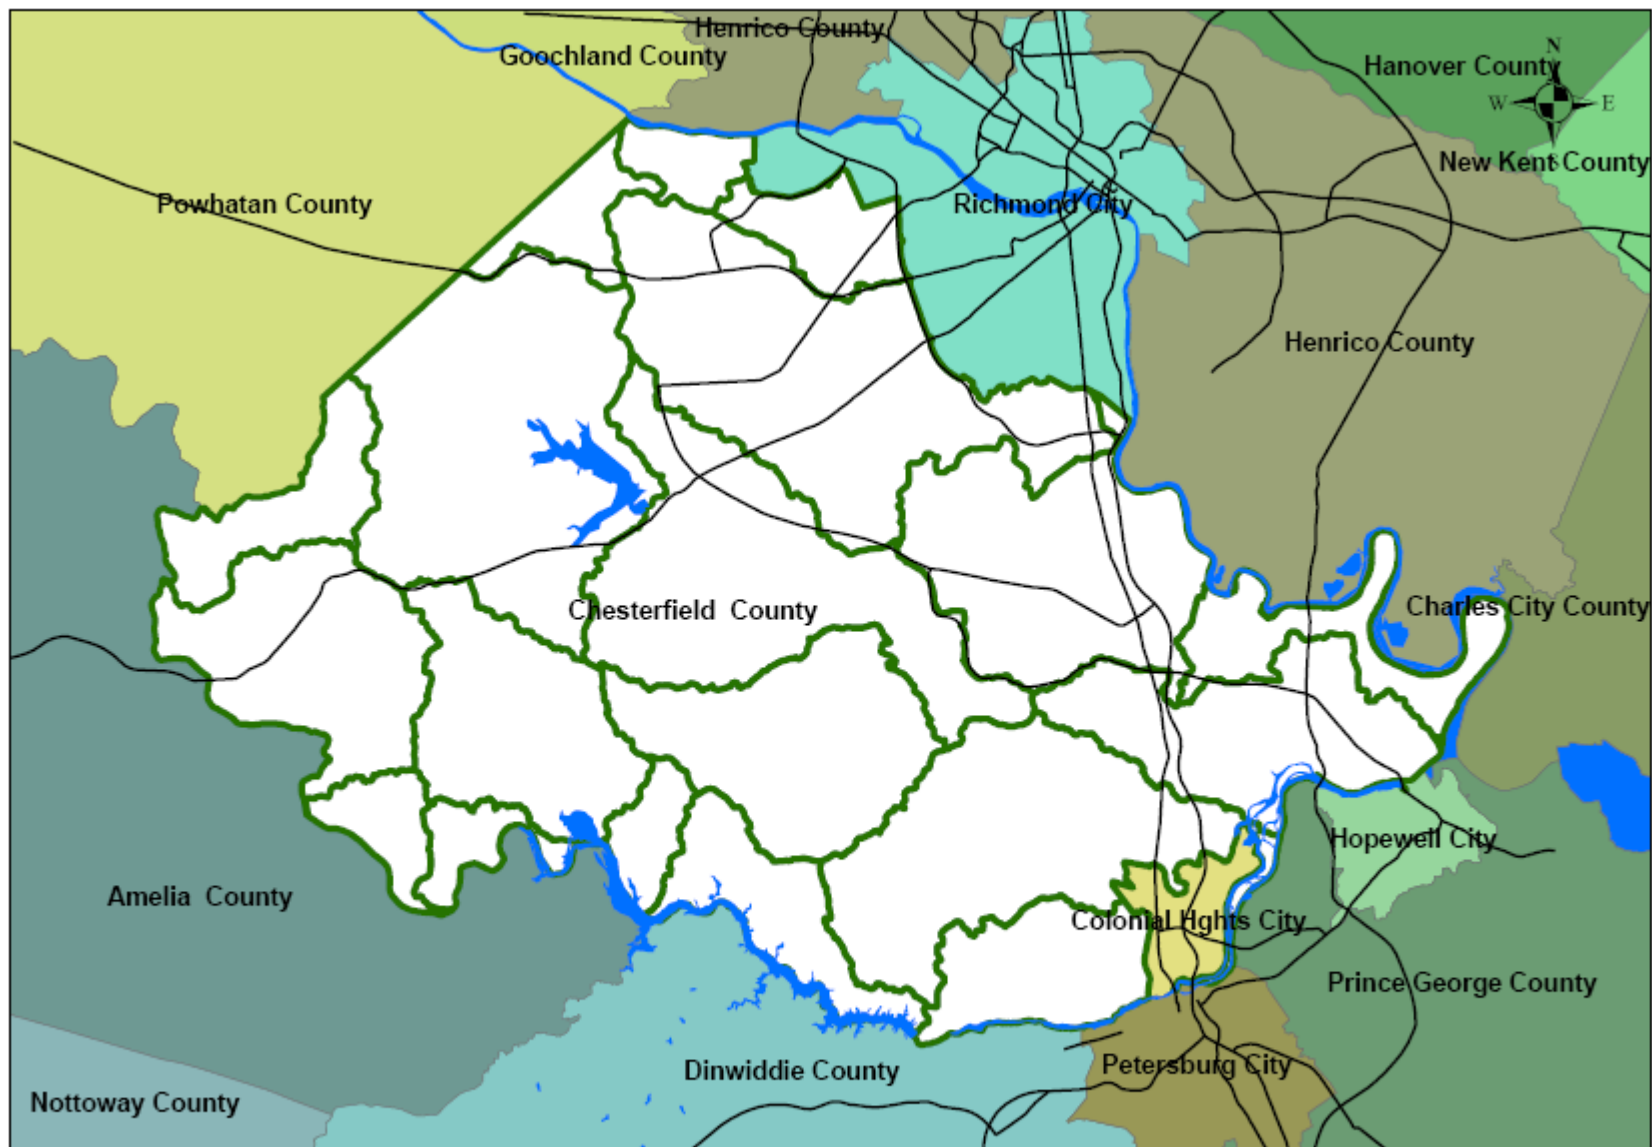 Henrico County
Goochland County
Hanover County
N
W
E
S
New Kent County
Powhatan County
Richmond City
Henrico County
Chesterfield  County
Charles City County
Hopewell City
Amelia  County
Colonial Hghts City
Prince George County
Petersburg City
Dinwiddie County
Nottoway County